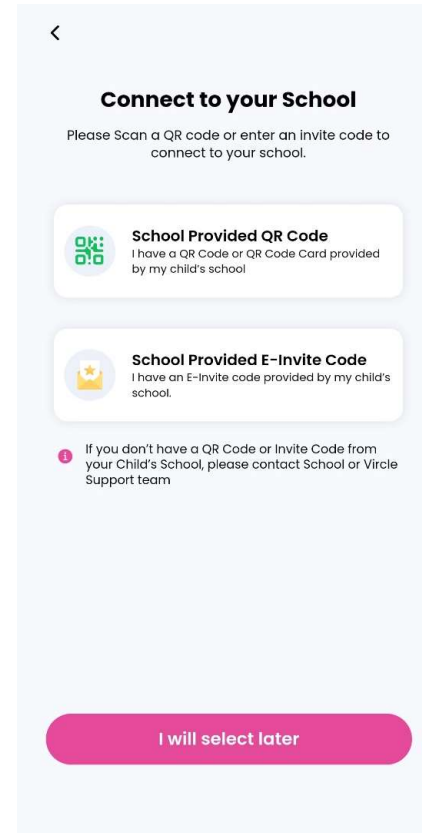 Connect to your School
Please Scan a QR code or enter an invite code to
connect to your school.
School Provided QR Code
I have a QR Code or QR Code Card provided
by my child's school
School Provided E-Invite Code
I have an E-Invite code provided by my child's
school.
If you don't have a QR Code or Invite Code from
your Child's School, please contact School or Vircle
Support team
I will select later